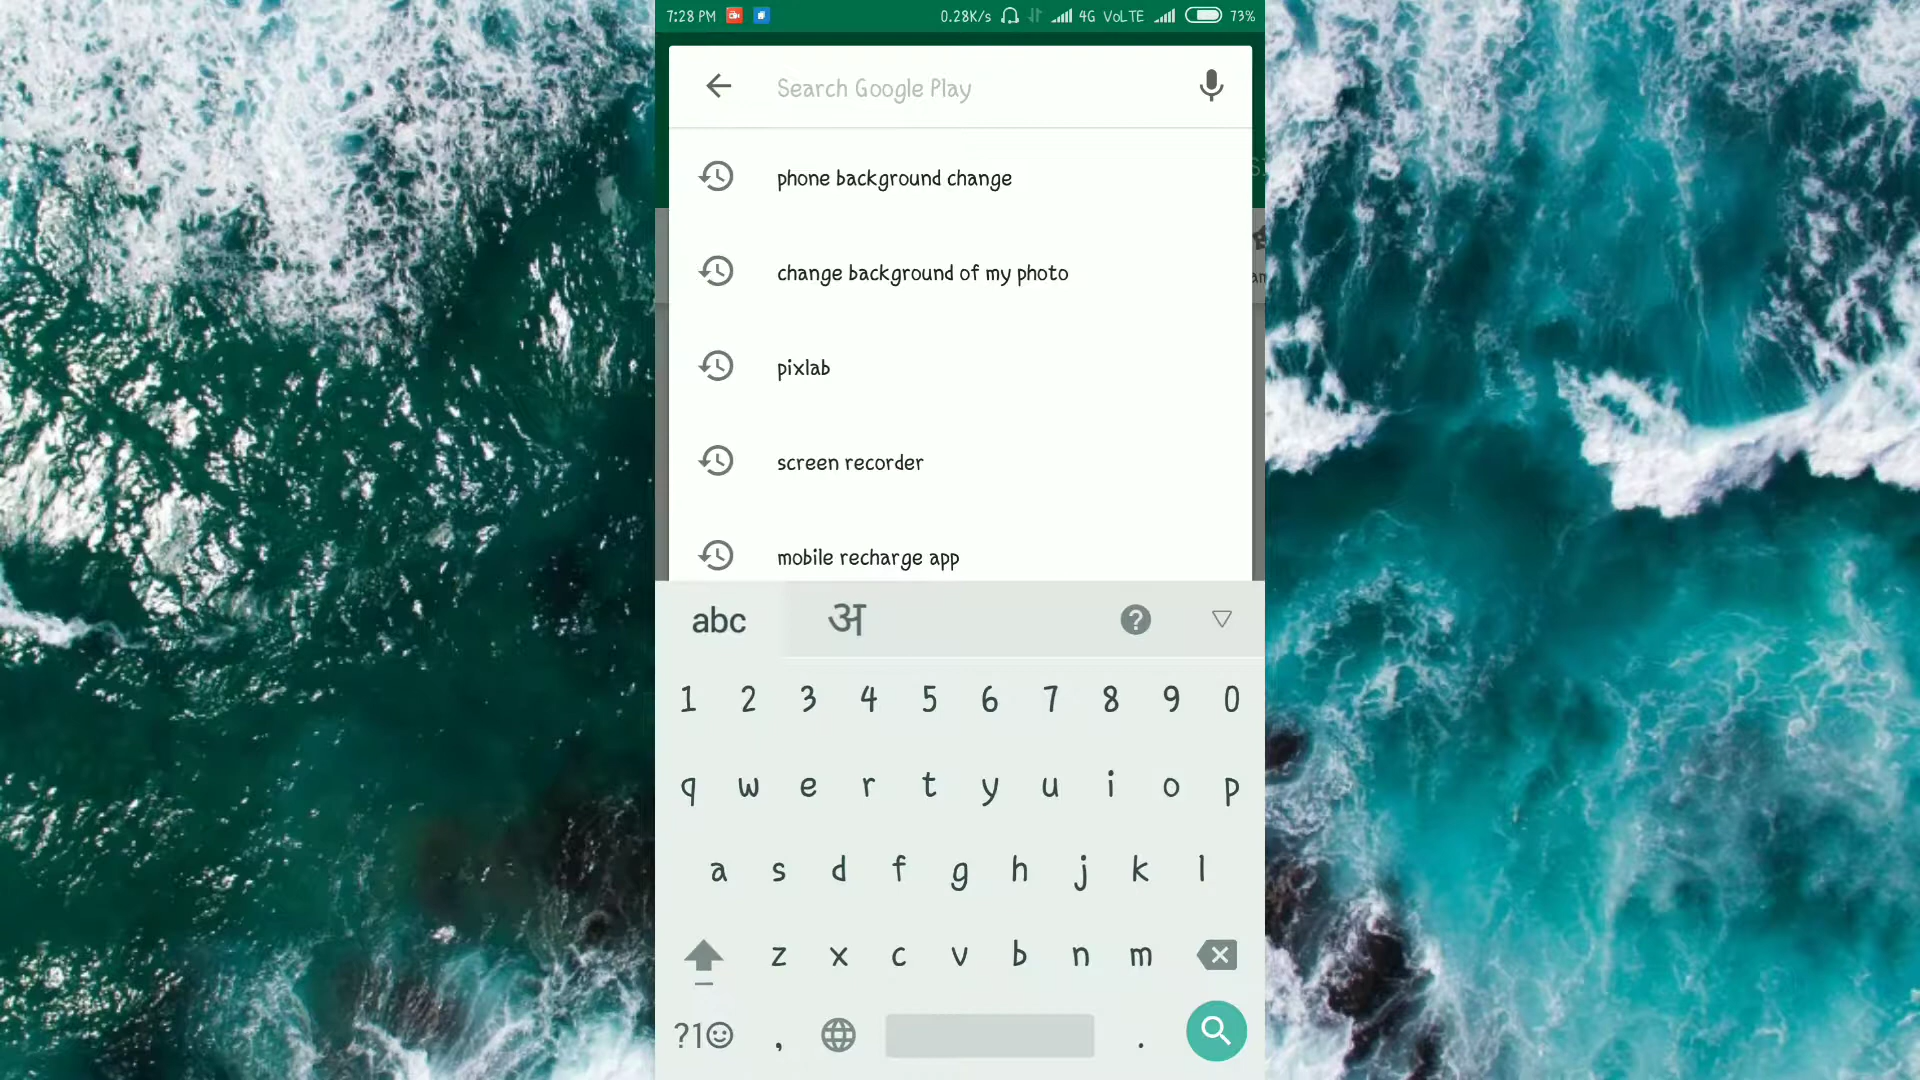 7:28 PM 0.28K/s 4G VoLTE 73%
Search Google Play
phone background change
change background of my photo
pixlab
screen recorder
mobile recharge app
abc अ ?
1 2 3 4 5 6 7 8 9 0
q w e r t y u i o p
a s d f g h j k l
z x c v b n m
?1☺ , .